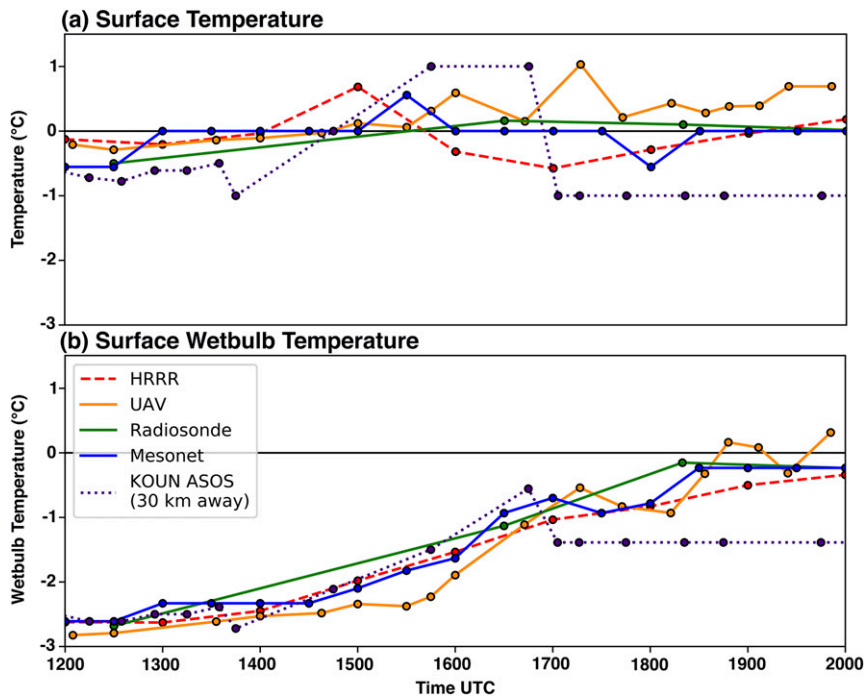 (a) Surface Temperature
1
0
-1
-2
-3
Temperature (°C)
(b) Surface Wetbulb Temperature
HRRR
UAV
Radiosonde
Mesonet
KOUN ASOS
(30 km away)
1
0
-1
-2
-3
Wetbulb Temperature (°C)
1200 1300 1400 1500 1600 1700 1800 1900 2000
Time UTC